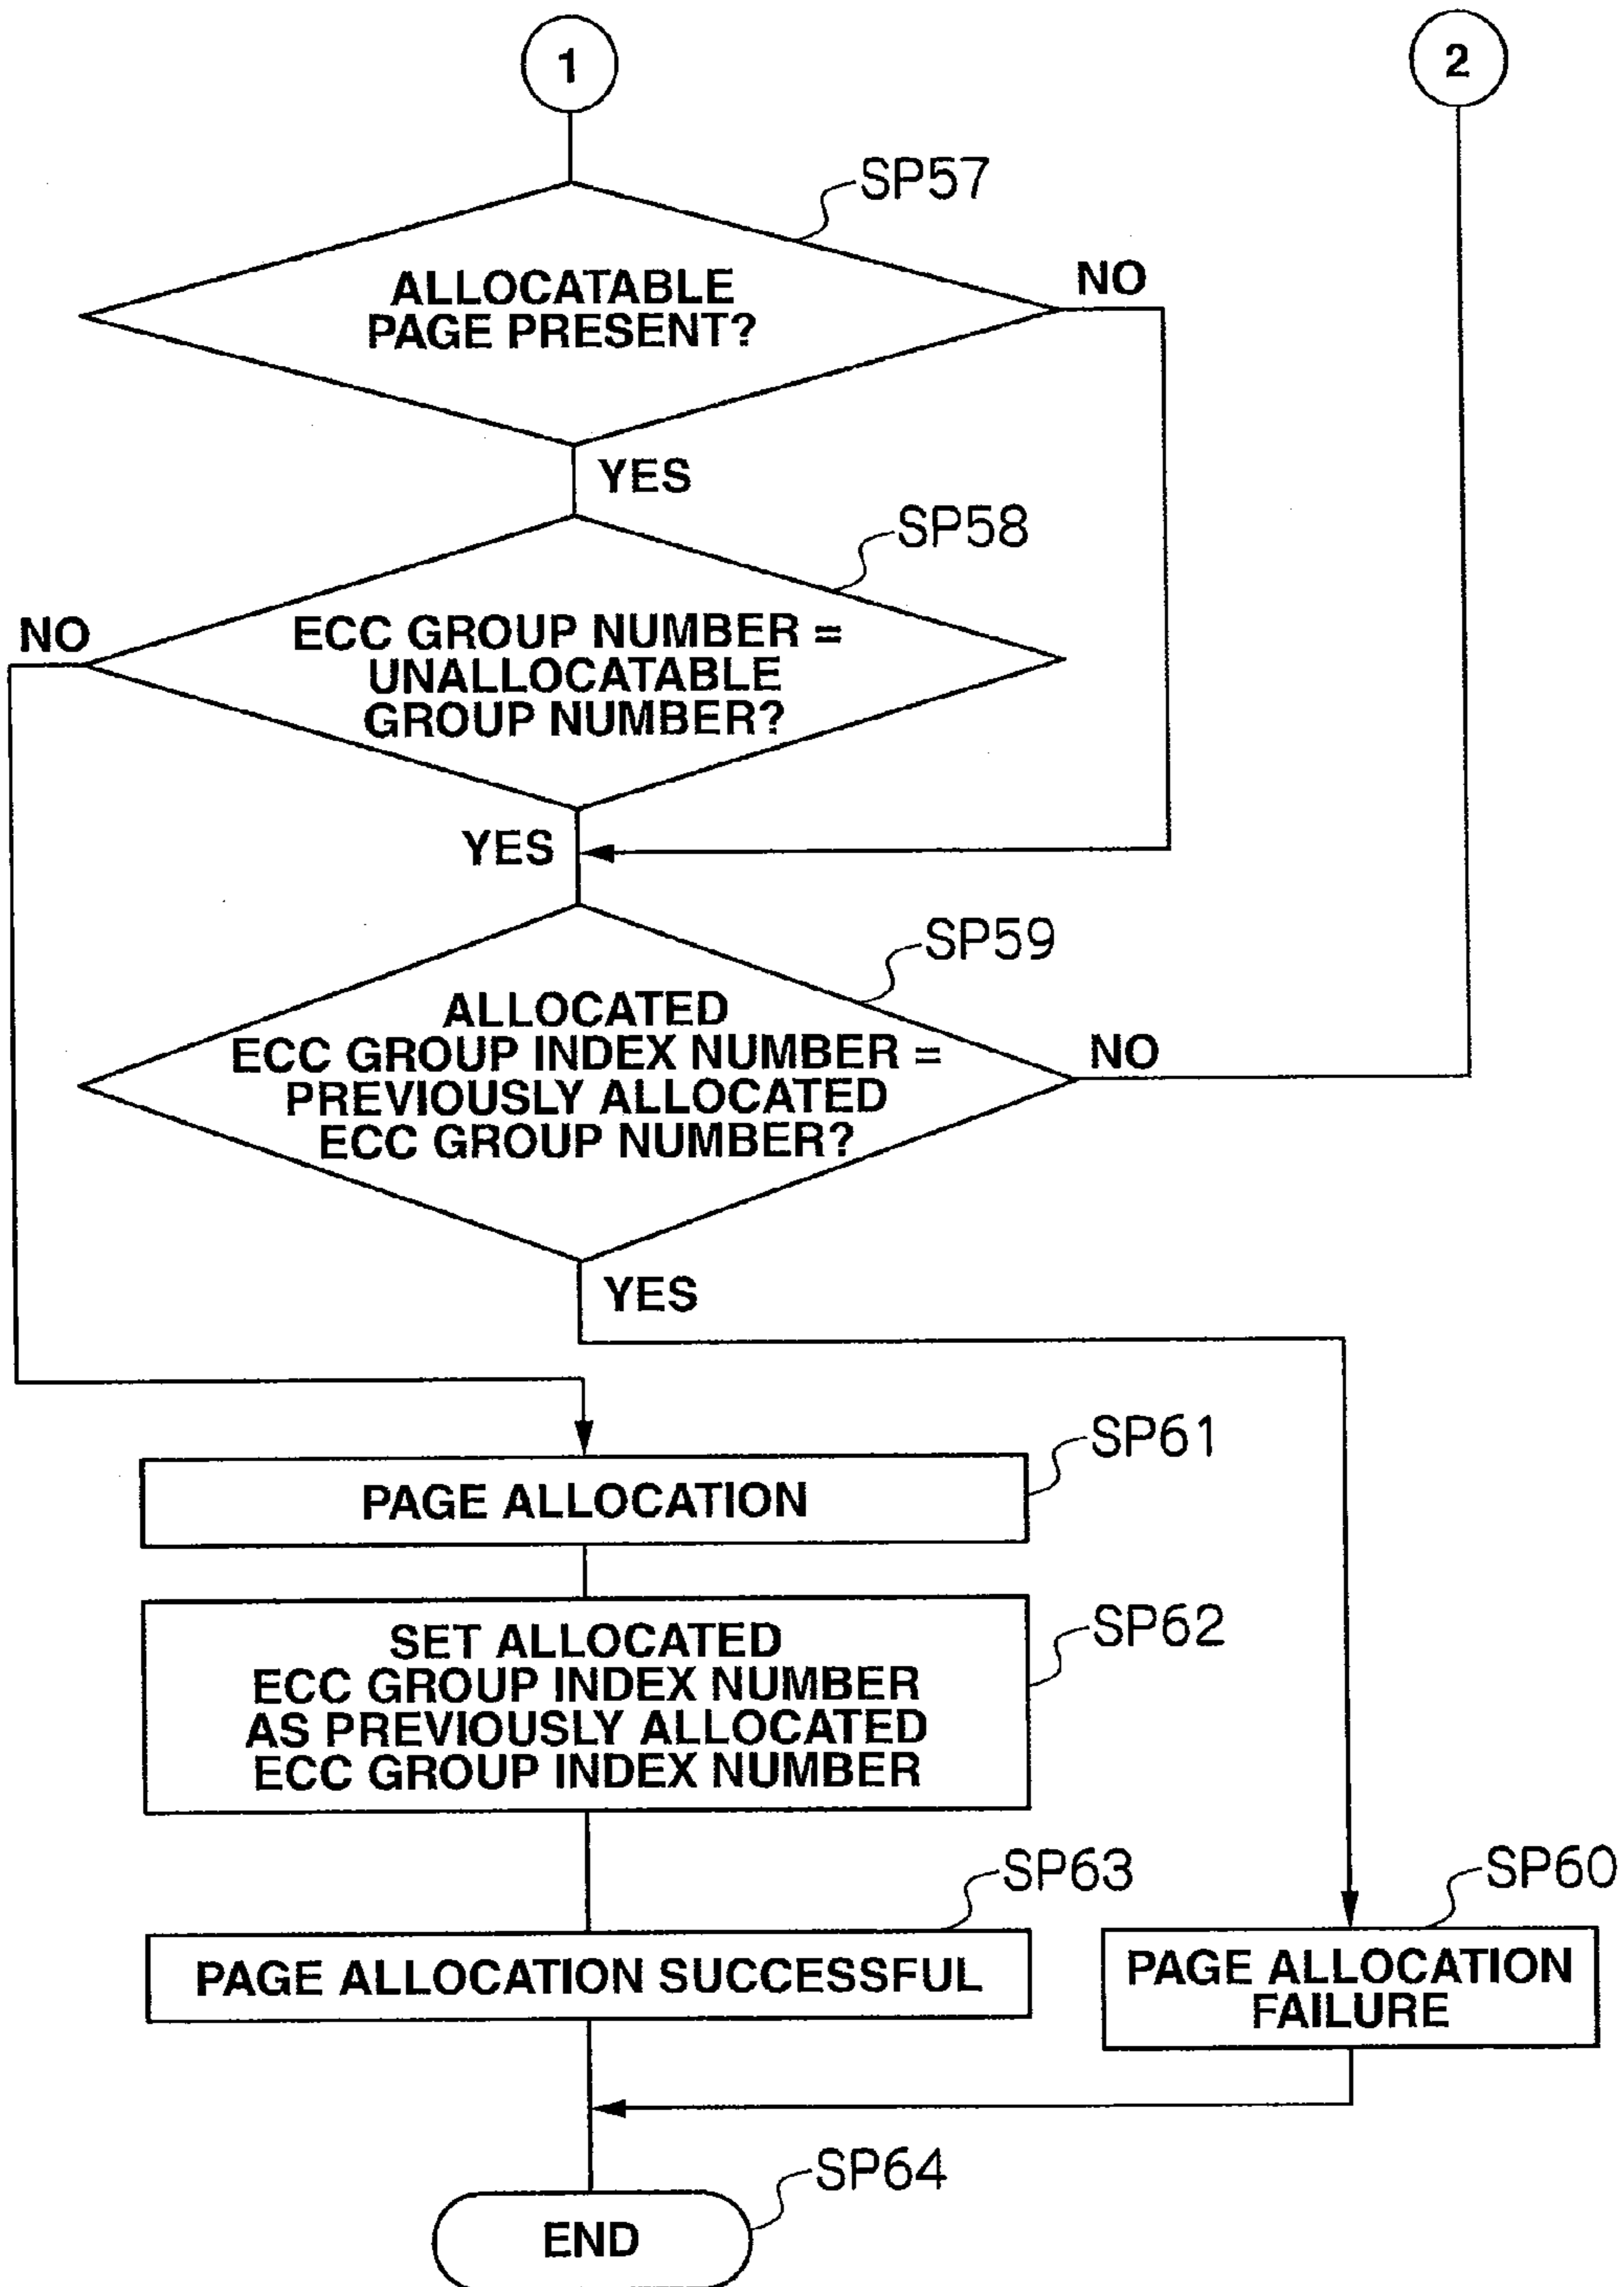 1
2
SP57
ALLOCATABLE
PAGE PRESENT?
NO
YES
SP58
NO
ECC GROUP NUMBER =
UNALLOCATABLE
GROUP NUMBER?
YES
SP59
ALLOCATED
ECC GROUP INDEX NUMBER =
PREVIOUSLY ALLOCATED
ECC GROUP NUMBER?
NO
YES
SP61
PAGE ALLOCATION
SP62
SET ALLOCATED
ECC GROUP INDEX NUMBER
AS PREVIOUSLY ALLOCATED
ECC GROUP INDEX NUMBER
SP63
PAGE ALLOCATION SUCCESSFUL
SP60
PAGE ALLOCATION
FAILURE
SP64
END